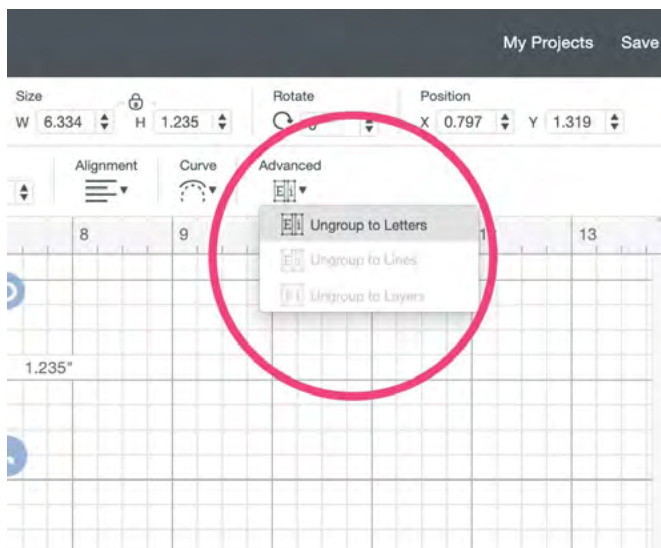 My Projects Save
Size Rotate Position
W 6.334 H 1.235 X 0.797 Y 1.319
Alignment Curve Advanced
Ungroup to Letters
8 9 13
Ungroup to Lines
Ungroup to Layers
1.235"